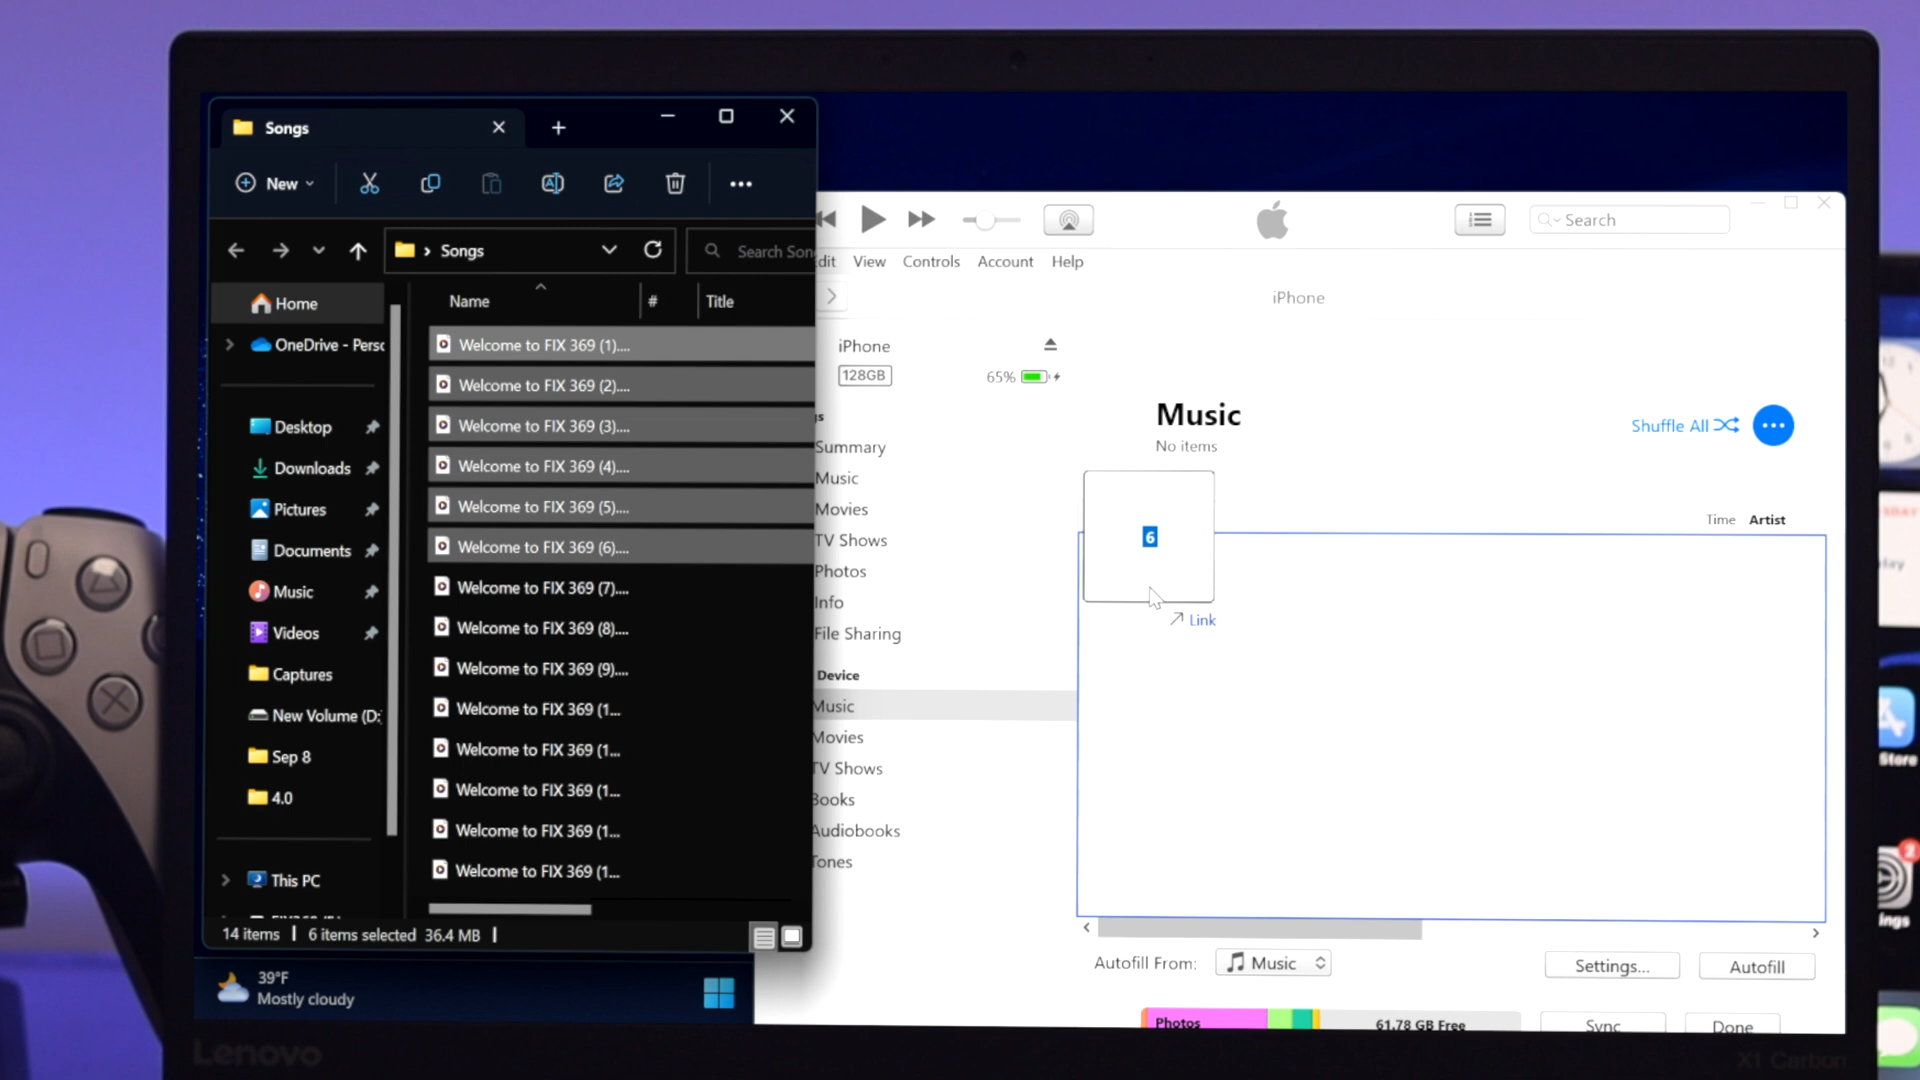 Songs
New
Songs
Search Son
Name
#
Title
Home
OneDrive - Perso
Desktop
Downloads
Pictures
Documents
Music
Videos
Captures
New Volume (D:
Sep 8
4.0
This PC
Welcome to FIX 369 (1)....
Welcome to FIX 369 (2)....
Welcome to FIX 369 (3)....
Welcome to FIX 369 (4)....
Welcome to FIX 369 (5)....
Welcome to FIX 369 (6)....
Welcome to FIX 369 (7)....
Welcome to FIX 369 (8)....
Welcome to FIX 369 (9)....
Welcome to FIX 369 (1...
Welcome to FIX 369 (1...
Welcome to FIX 369 (1...
Welcome to FIX 369 (1...
Welcome to FIX 369 (1...
14 items
6 items selected 36.4 MB
39°F
Mostly cloudy
Search
dit View Controls Account Help
iPhone
iPhone
128GB
65%
gs
Summary
Music
Movies
TV Shows
Photos
Info
File Sharing
Device
Music
Movies
TV Shows
Books
Audiobooks
Tones
Music
No items
Shuffle All
Time Artist
6
Link
Autofill From: Music
Settings...
Autofill
Photos
61.78 GB Free
Sync
Done
Lenovo
X1 Carbon
Store
2
ings